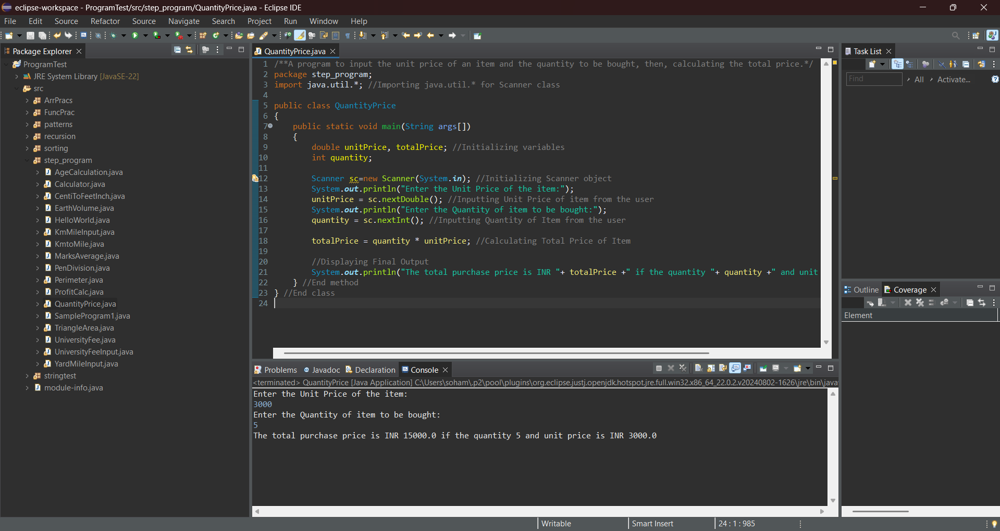 eclipse-workspace - ProgramTest/src/step_program/QuantityPrice.java - Eclipse IDE
File Edit Source Refactor Source Navigate Search Project Run Window Help
Package Explorer
ProgramTest
JRE System Library [JavaSE-22]
src
ArrPracs
FuncPrac
patterns
recursion
sorting
step_program
AgeCalculation.java
Calculator.java
CentiToFeetInch.java
EarthVolume.java
HelloWorld.java
KmMileInput.java
KmtoMile.java
MarksAverage.java
PenDivision.java
Perimeter.java
ProfitCalc.java
QuantityPrice.java
SampleProgram1.java
TriangleArea.java
UniversityFee.java
UniversityFeeInput.java
YardMileInput.java
stringtest
module-info.java
QuantityPrice.java
1 /**A program to input the unit price of an item and the quantity to be bought, then, calculating the total price.*/
2 package step_program;
3 import java.util.*; //Importing java.util.* for Scanner class
4
5 public class QuantityPrice
6 {
7 public static void main(String args[])
8 {
9 double unitPrice, totalPrice; //Initializing variables
10 int quantity;
11
12 Scanner sc=new Scanner(System.in); //Initializing Scanner object
13 System.out.println("Enter the Unit Price of the item:");
14 unitPrice = sc.nextDouble(); //Inputting Unit Price of item from the user
15 System.out.println("Enter the Quantity of item to be bought:");
16 quantity = sc.nextInt(); //Inputting Quantity of Item from the user
17
18 totalPrice = quantity * unitPrice; //Calculating Total Price of Item
19
20 //Displaying Final Output
21 System.out.println("The total purchase price is INR "+ totalPrice +" if the quantity "+ quantity +" and unit
22 } //End method
23 } //End class
24
Problems Javadoc Declaration Console
<terminated> QuantityPrice [Java Application] C:\Users\soham\.p2\pool\plugins\org.eclipse.justj.openjdk.hotspot.jre.full.win32.x86_64_22.0.2.v20240802-1626\jre\bin\java
Enter the Unit Price of the item:
3000
Enter the Quantity of item to be bought:
5
The total purchase price is INR 15000.0 if the quantity 5 and unit price is INR 3000.0
Task List
Find All Activate...
Outline Coverage
Element
Writable Smart Insert 24 : 1 : 985